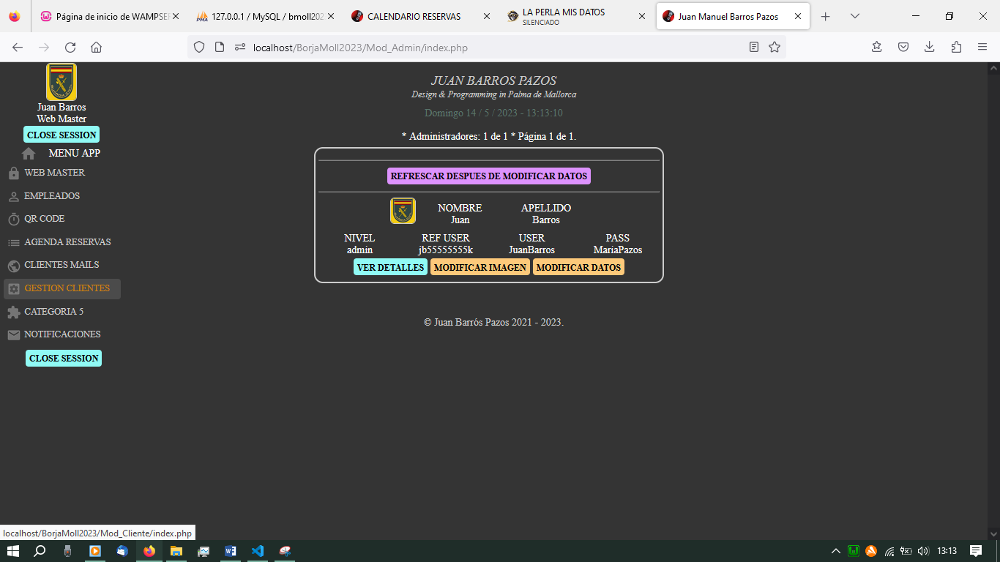 Página de inicio de WAMPSER
127.0.0.1 / MySQL / bmoll202
CALENDARIO RESERVAS
LA PERLA MIS DATOS
SILENCIADO
Juan Manuel Barros Pazos
localhost/BorjaMoll2023/Mod_Admin/index.php
Juan Barros
Web Master
CLOSE SESSION
MENU APP
WEB MASTER
EMPLEADOS
QR CODE
AGENDA RESERVAS
CLIENTES MAILS
GESTION CLIENTES
CATEGORIA 5
NOTIFICACIONES
CLOSE SESSION
JUAN BARROS PAZOS
Design & Programming in Palma de Mallorca
Domingo 14 / 5 / 2023 - 13:13:10
* Administradores: 1 de 1 * Página 1 de 1.
REFRESCAR DESPUES DE MODIFICAR DATOS
NOMBRE APELLIDO
Juan Barros
NIVEL REF USER USER PASS
admin jb55555555k JuanBarros MariaPazos
VER DETALLES MODIFICAR IMAGEN MODIFICAR DATOS
© Juan Barrós Pazos 2021 - 2023.
localhost/BorjaMoll2023/Mod_Cliente/index.php
13:13